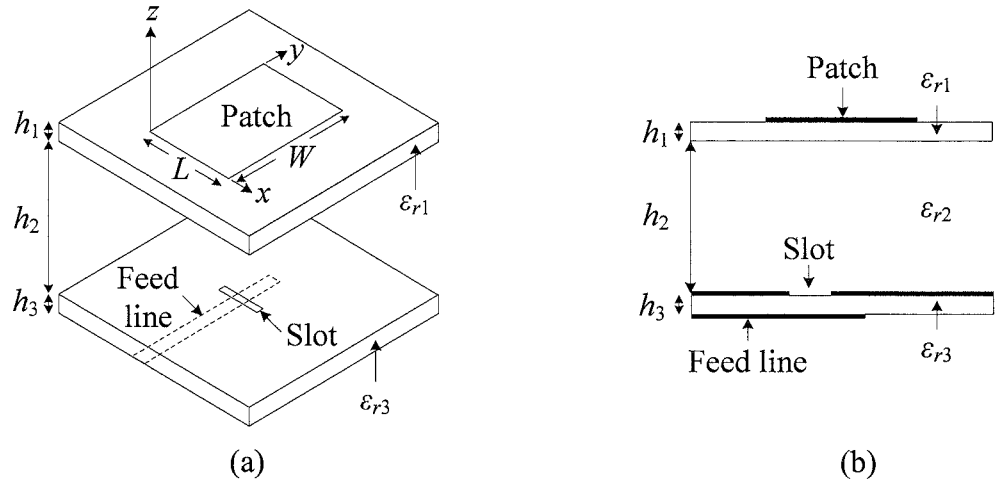 z
y
Patch
h1
L
W
x
εr1
h2
Feed
line
h3
Slot
εr3
(a)
Patch
εr1
h1
h2
εr2
Slot
h3
Feed line
εr3
(b)